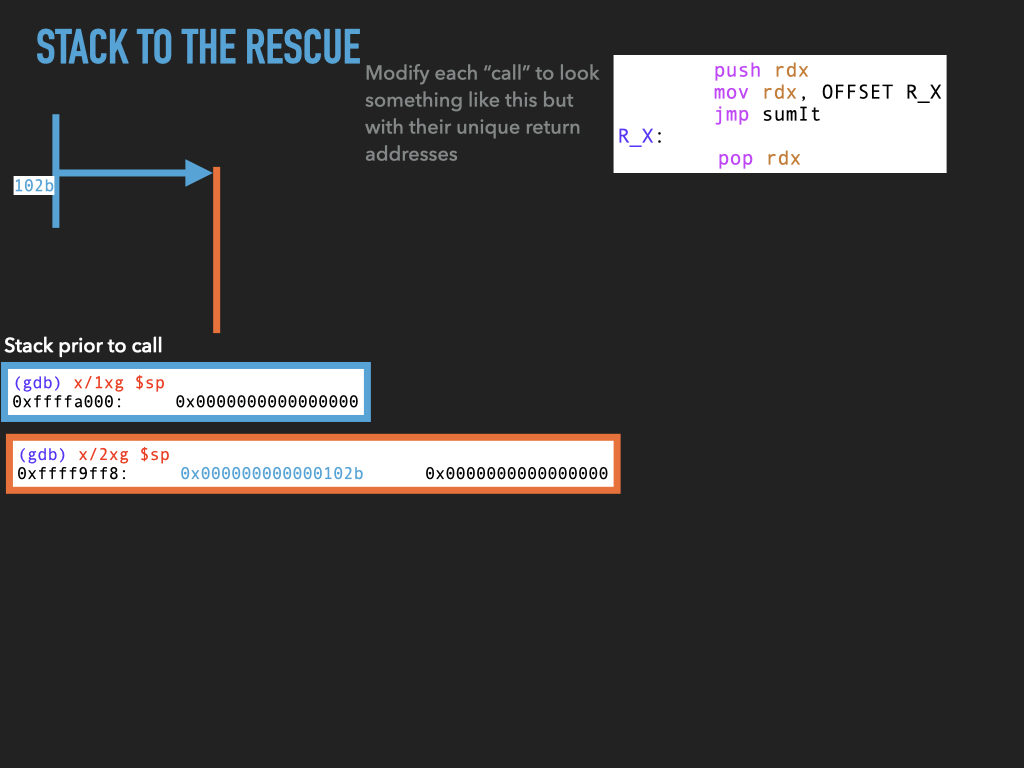 STACK TO THE RESCUE
Modify each “call” to look
something like this but
with their unique return
addresses
push rdx
mov rdx, OFFSET R_X
jmp sumIt
R_X:
pop rdx
102b
Stack prior to call
(gdb) x/1xg $sp
0xffffa000: 0x0000000000000000
(gdb) x/2xg $sp
0xffff9ff8: 0x000000000000102b 0x0000000000000000